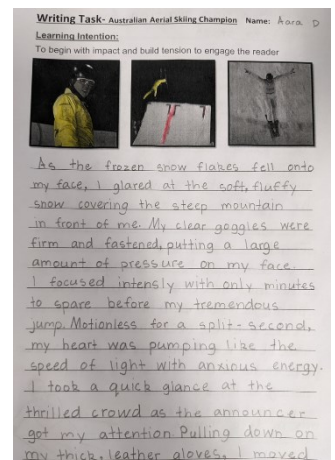 Writing Task- Australian Aerial Skiing Champion Name: Aara D
Learning Intention:
To begin with impact and build tension to engage the reader
As the frozen snow flakes fell onto
my face, I glared at the soft, fluffy
snow covering the steep mountain
in front of me. My clear goggles were
firm and fastened, putting a large
amount of pressure on my face.
I focused intensly with only minutes
to spare before my tremendous
jump. Motionless for a split-second,
my heart was pumping like the
speed of light with anxious energy.
I took a quick glance at the
thrilled crowd as the announcer
got my attention. Pulling down on
my thick, leather gloves, I moved